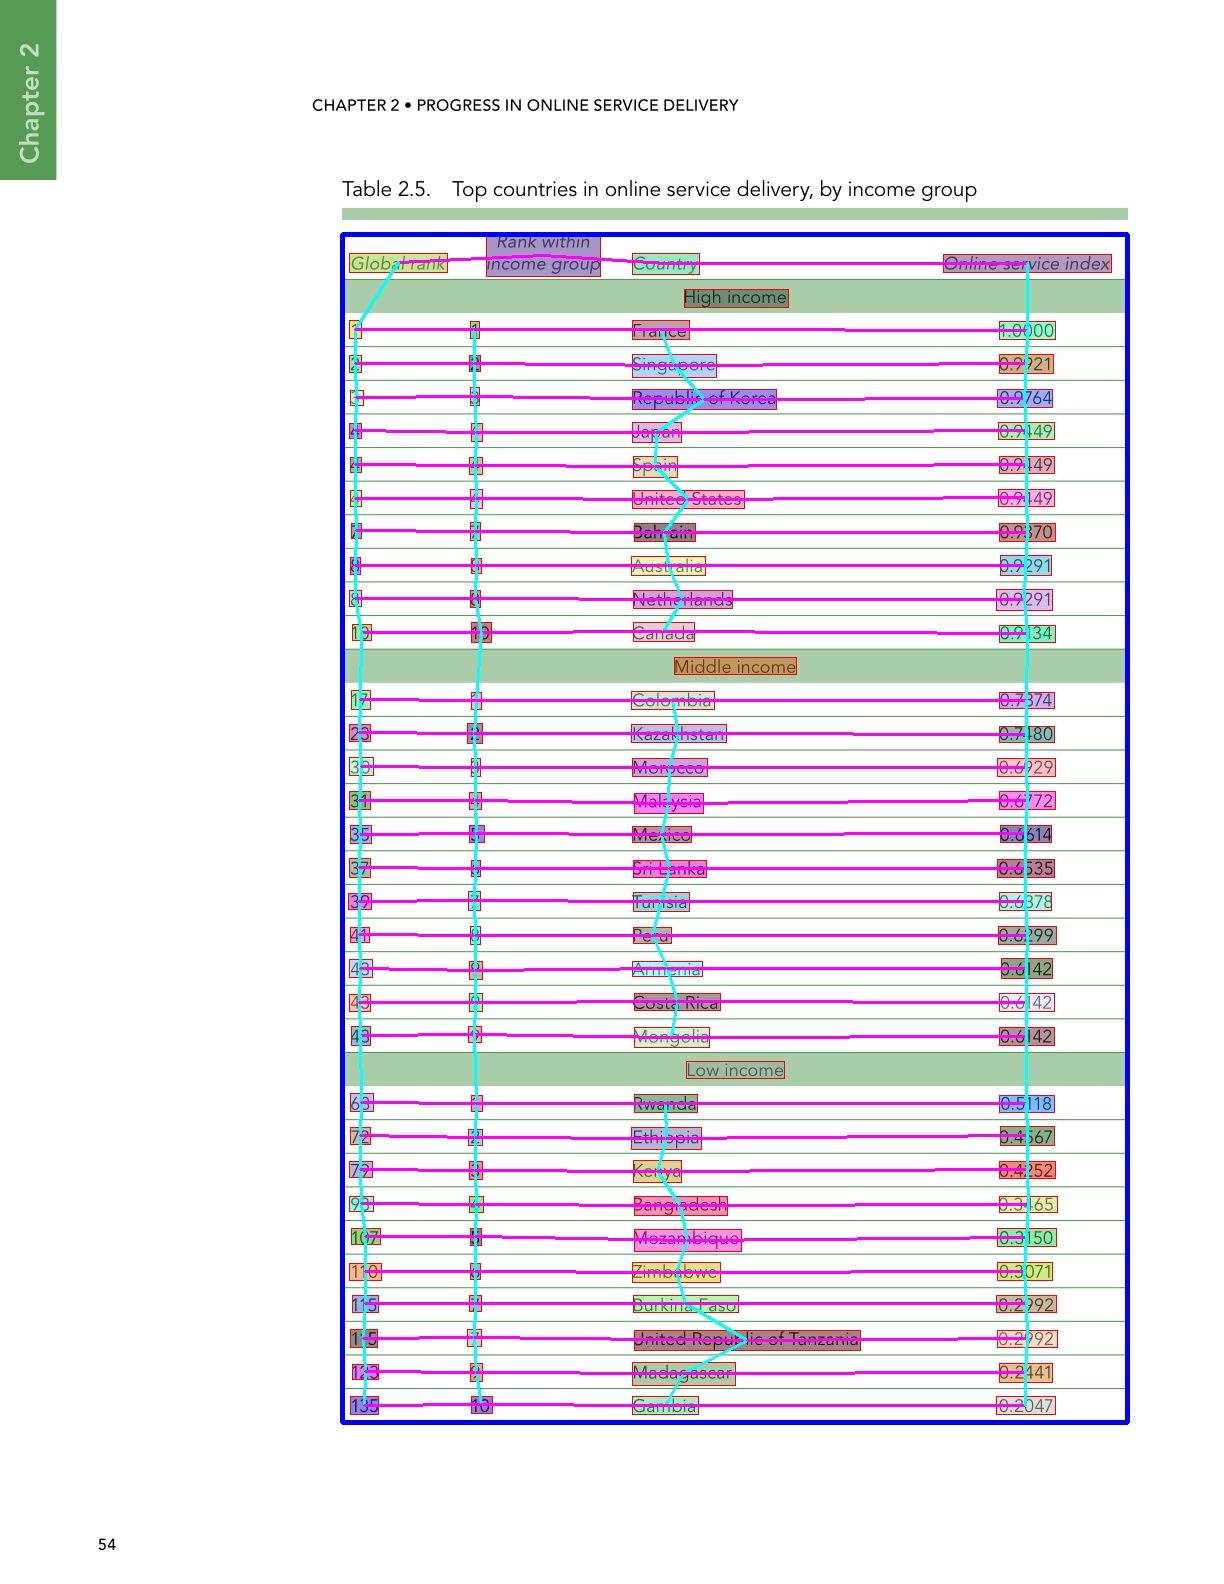 Chapter 2
CHAPTER 2 • PROGRESS IN ONLINE SERVICE DELIVERY
Table 2.5. Top countries in online service delivery, by income group
Global rank Rank within income group Country Online service index
High income
1 1 France 1.0000
2 2 Singapore 0.9921
3 3 Republic of Korea 0.9764
4 4 Japan 0.9449
4 4 Spain 0.9449
4 4 United States 0.9449
7 7 Bahrain 0.9370
8 8 Australia 0.9291
8 8 Netherlands 0.9291
10 10 Canada 0.9134
Middle income
17 1 Colombia 0.7874
23 2 Kazakhstan 0.7480
30 3 Morocco 0.6929
31 4 Malaysia 0.6772
35 5 Mexico 0.6614
37 6 Sri Lanka 0.6535
39 7 Tunisia 0.6378
41 8 Peru 0.6299
43 9 Armenia 0.6142
43 9 Costa Rica 0.6142
43 9 Mongolia 0.6142
Low income
63 1 Rwanda 0.5118
72 2 Ethiopia 0.4567
79 3 Kenya 0.4252
93 4 Bangladesh 0.3465
107 5 Mozambique 0.3150
110 6 Zimbabwe 0.3071
115 7 Burkina Faso 0.2992
115 7 United Republic of Tanzania 0.2992
123 9 Madagascar 0.2441
135 10 Gambia 0.2047
54